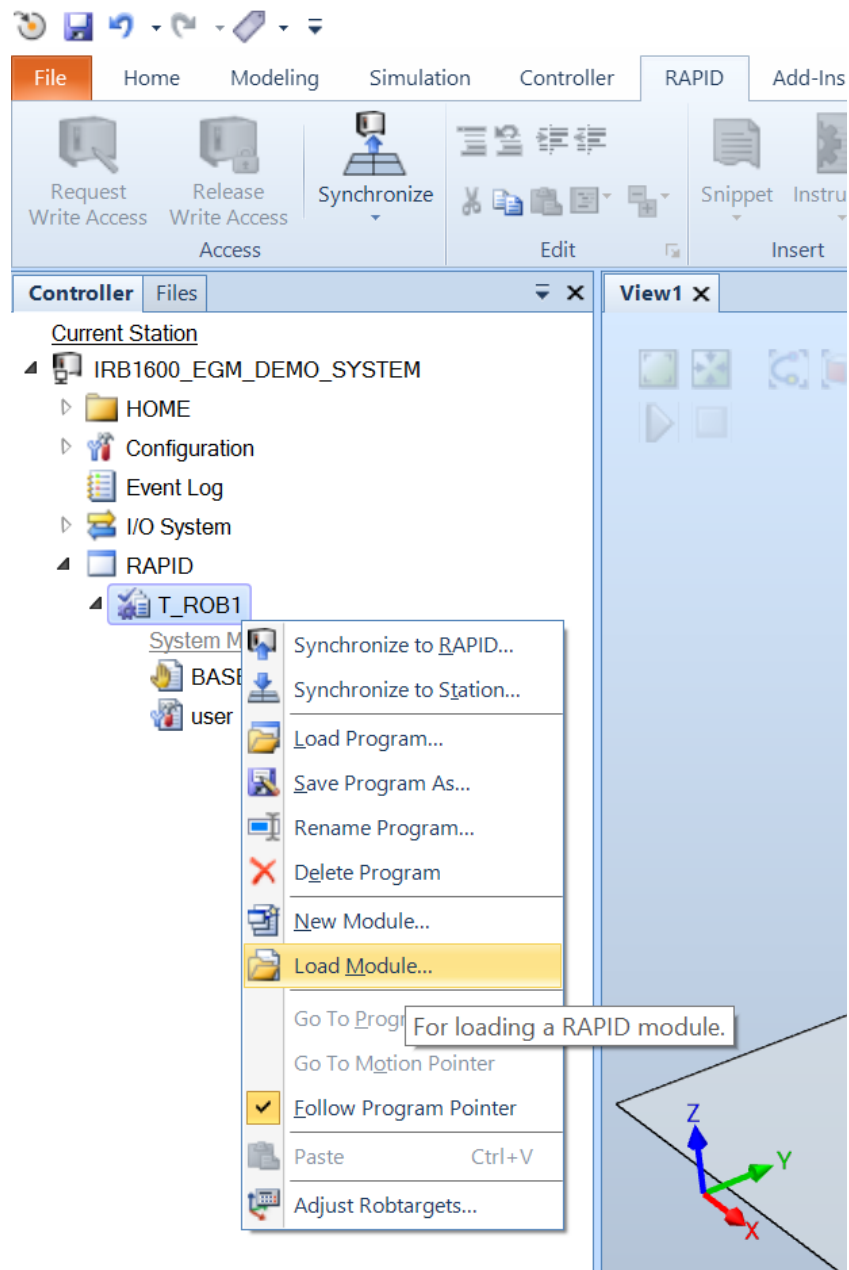 File Home Modeling Simulation Controller RAPID Add-Ins
Request Write Access
Release Write Access
Synchronize
Snippet
Access Edit Insert
Controller Files
View1
Current Station
IRB1600_EGM_DEMO_SYSTEM
HOME
Configuration
Event Log
I/O System
RAPID
T_ROB1
System
user
Synchronize to RAPID...
Synchronize to Station...
Load Program...
Save Program As...
Rename Program...
Delete Program
New Module...
Load Module...
Go To
For loading a RAPID module.
Go To Motion Pointer
Follow Program Pointer
Paste Ctrl+V
Adjust Robtargets...
Z
Y
X